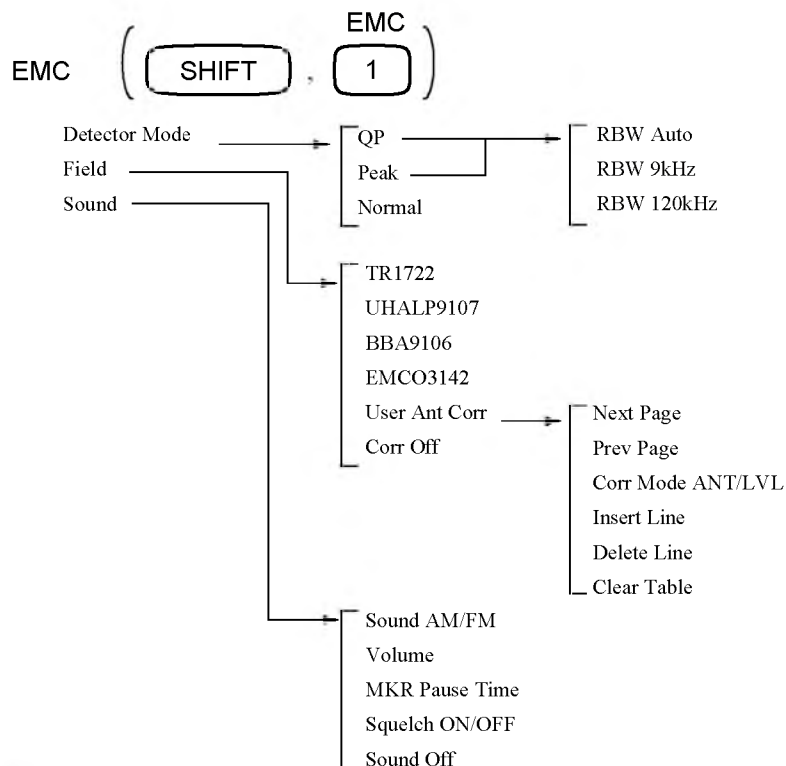 EMC
EMC ( SHIFT , 1 )
Detector Mode
Field
Sound
QP
Peak
Normal
RBW Auto
RBW 9kHz
RBW 120kHz
TR1722
UHALP9107
BBA9106
EMCO3142
User Ant Corr
Corr Off
Next Page
Prev Page
Corr Mode ANT/LVL
Insert Line
Delete Line
Clear Table
Sound AM/FM
Volume
MKR Pause Time
Squelch ON/OFF
Sound Off